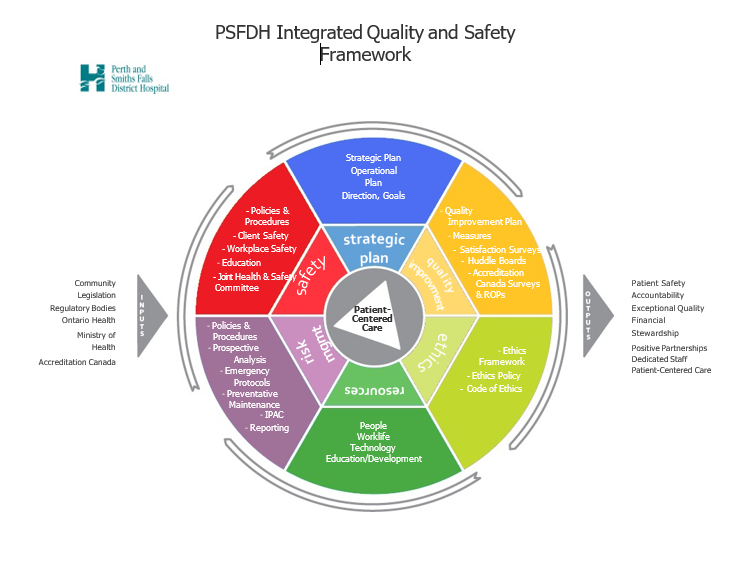 PSFDH Integrated Quality and Safety
Framework
Perth and
Smiths Falls
District Hospital
Strategic Plan
Operational
Plan
Direction, Goals
strategic
plan
- Quality
Improvement Plan
- Measures
- Satisfaction Surveys
- Huddle Boards
- Accreditation
Canada Surveys
& ROPs
quality
improvement
- Ethics
Framework
- Ethics Policy
- Code of Ethics
ethics
People
Worklife
Technology
Education/Development
resources
- Policies &
Procedures
- Prospective
Analysis
- Emergency
Protocols
- Preventative
Maintenance
- IPAC
- Reporting
risk
mgmt
- Policies &
Procedures
- Client Safety
- Workplace Safety
- Education
- Joint Health & Safety
Committee
safety
Patient-
Centered
Care
Community
Legislation
Regulatory Bodies
Ontario Health
Ministry of
Health
Accreditation Canada
INPUTS
OUTPUTS
Patient Safety
Accountability
Exceptional Quality
Financial
Stewardship
Positive Partnerships
Dedicated Staff
Patient-Centered Care